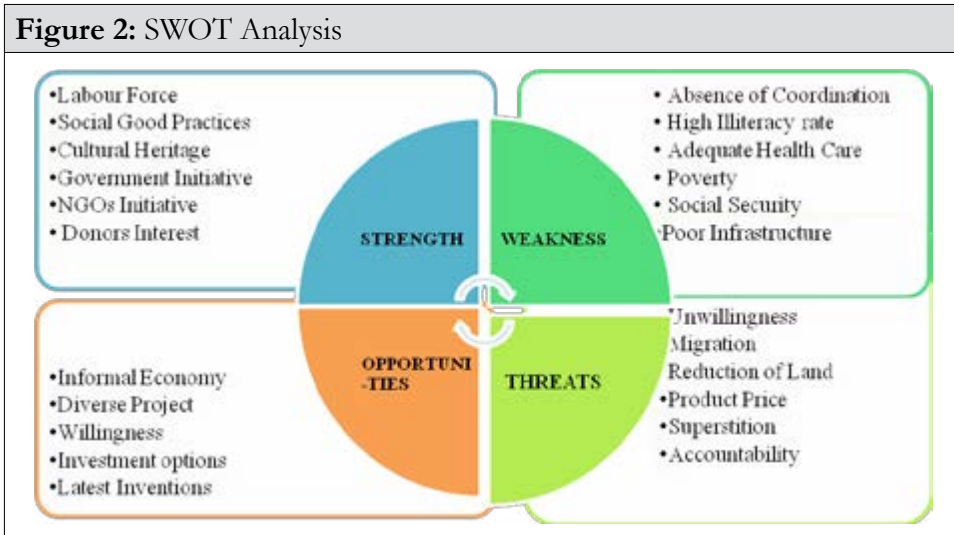 Figure 2: SWOT Analysis
•Labour Force
•Social Good Practices
•Cultural Heritage
•Government Initiative
•NGOs Initiative
• Donors Interest
STRENGTH
• Absence of Coordination
• High Illiteracy rate
• Adequate Health Care
• Poverty
• Social Security
•Poor Infrastructure
WEAKNESS
OPPORTUNI
-TIES
•Informal Economy
•Diverse Project
•Willingness
•Investment options
•Latest Inventions
THREATS
•Unwillingness
Migration
Reduction of Land
•Product Price
•Superstition
•Accountability